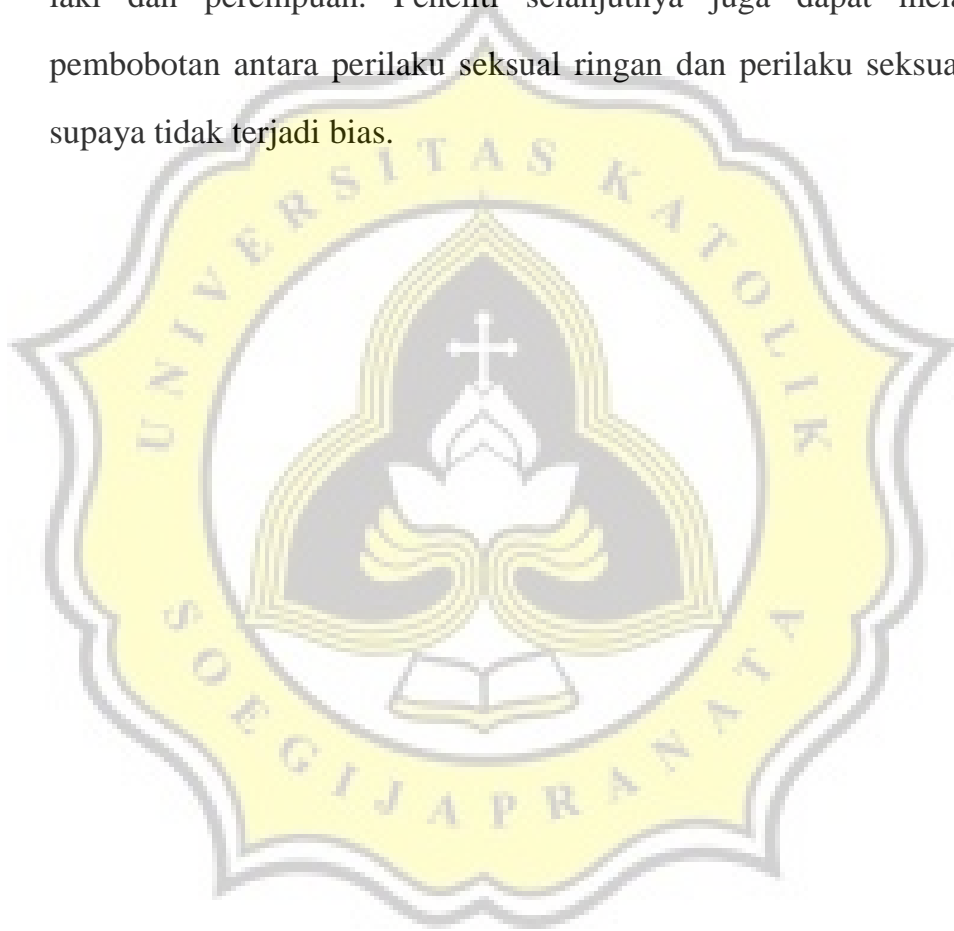 laki dan perempuan. Peneliti selanjutnya juga dapat
pembobotan antara perilaku seksual ringan dan perilaku
supaya tidak terjadi bias.
UNIVERSITAS KATOLIK
SOEGIJAPRANATA